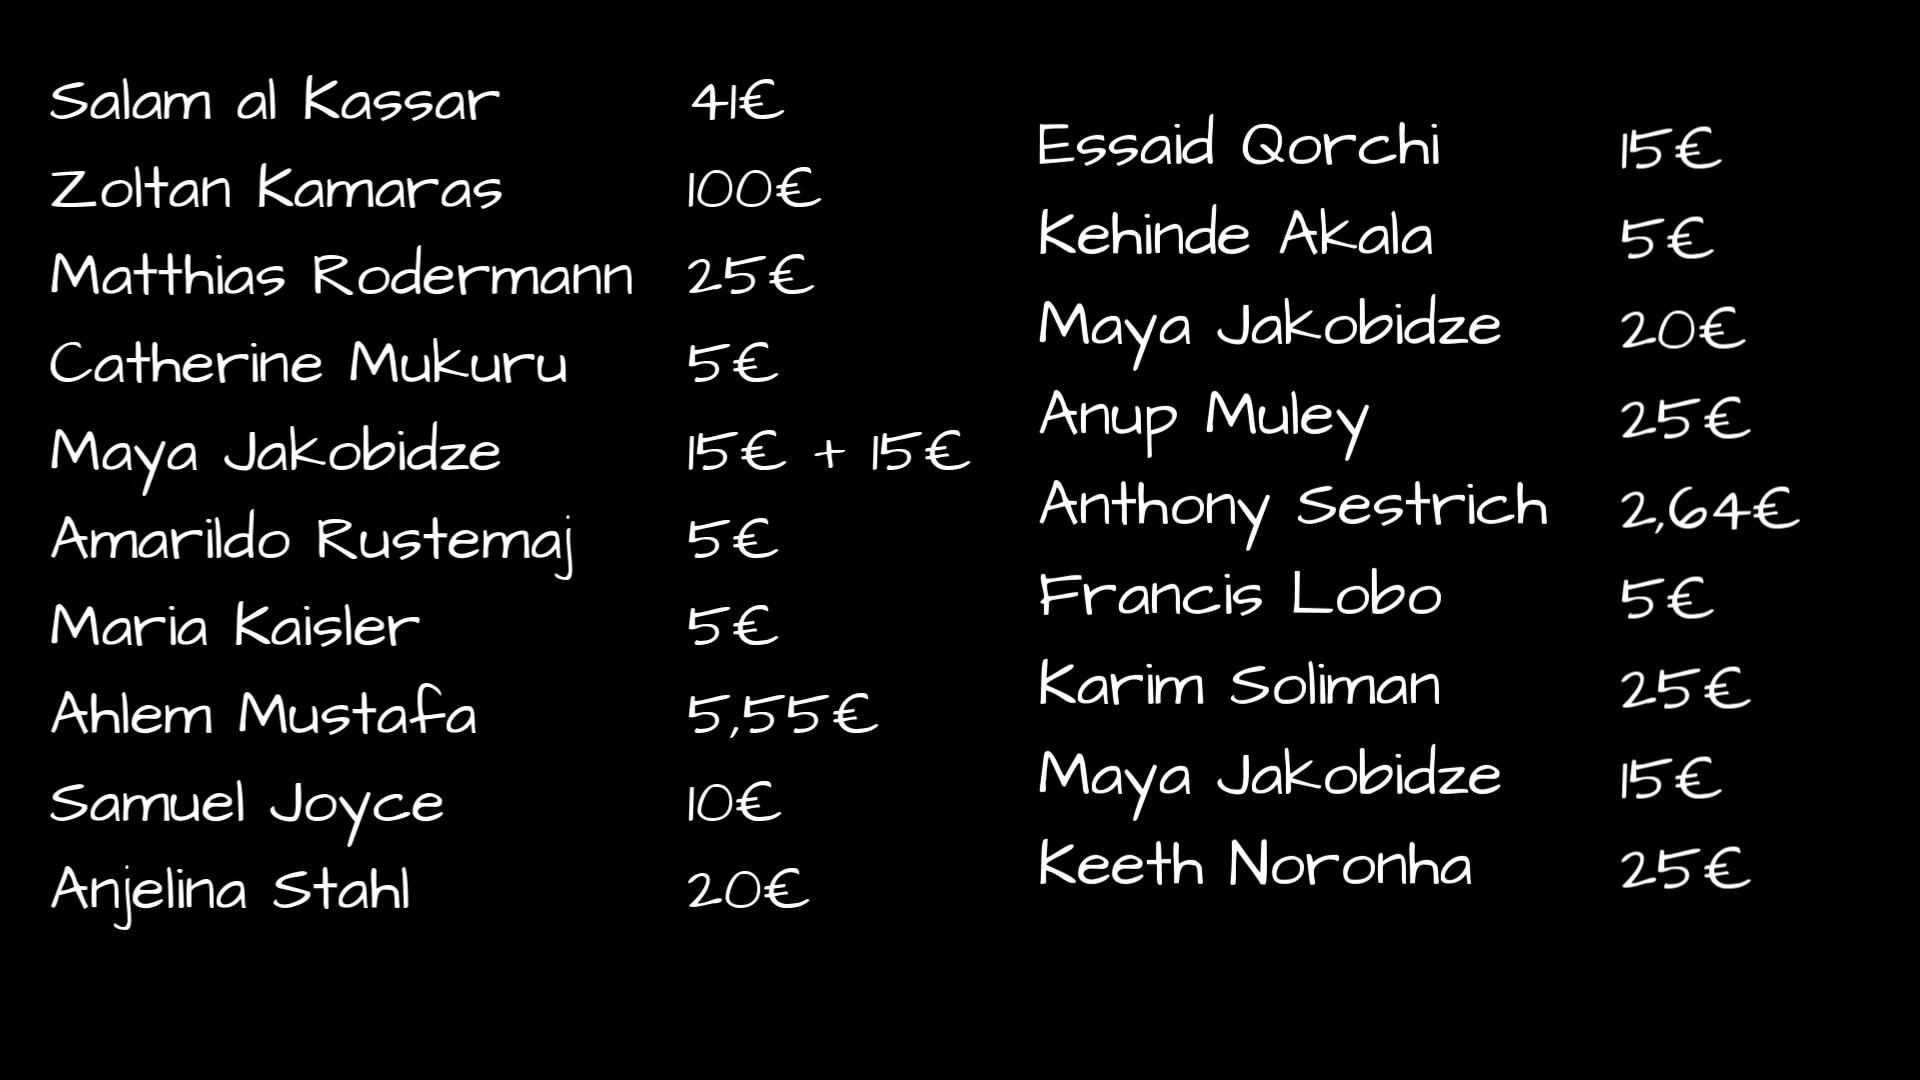 Salam al Kassar 41€
Zoltan Kamaras 100€
Matthias Rodermann 25€
Catherine Mukuru 5€
Maya Jakobidze 15€ + 15€
Amarildo Rustemaj 5€
Maria Kaisler 5€
Ahlem Mustafa 5,55€
Samuel Joyce 10€
Anjelina Stahl 20€
Essaid Qorchi 15€
Kehinde Akala 5€
Maya Jakobidze 20€
Anup Muley 25€
Anthony Sestrich 2,64€
Francis Lobo 5€
Karim Soliman 25€
Maya Jakobidze 15€
Keeth Noronha 25€